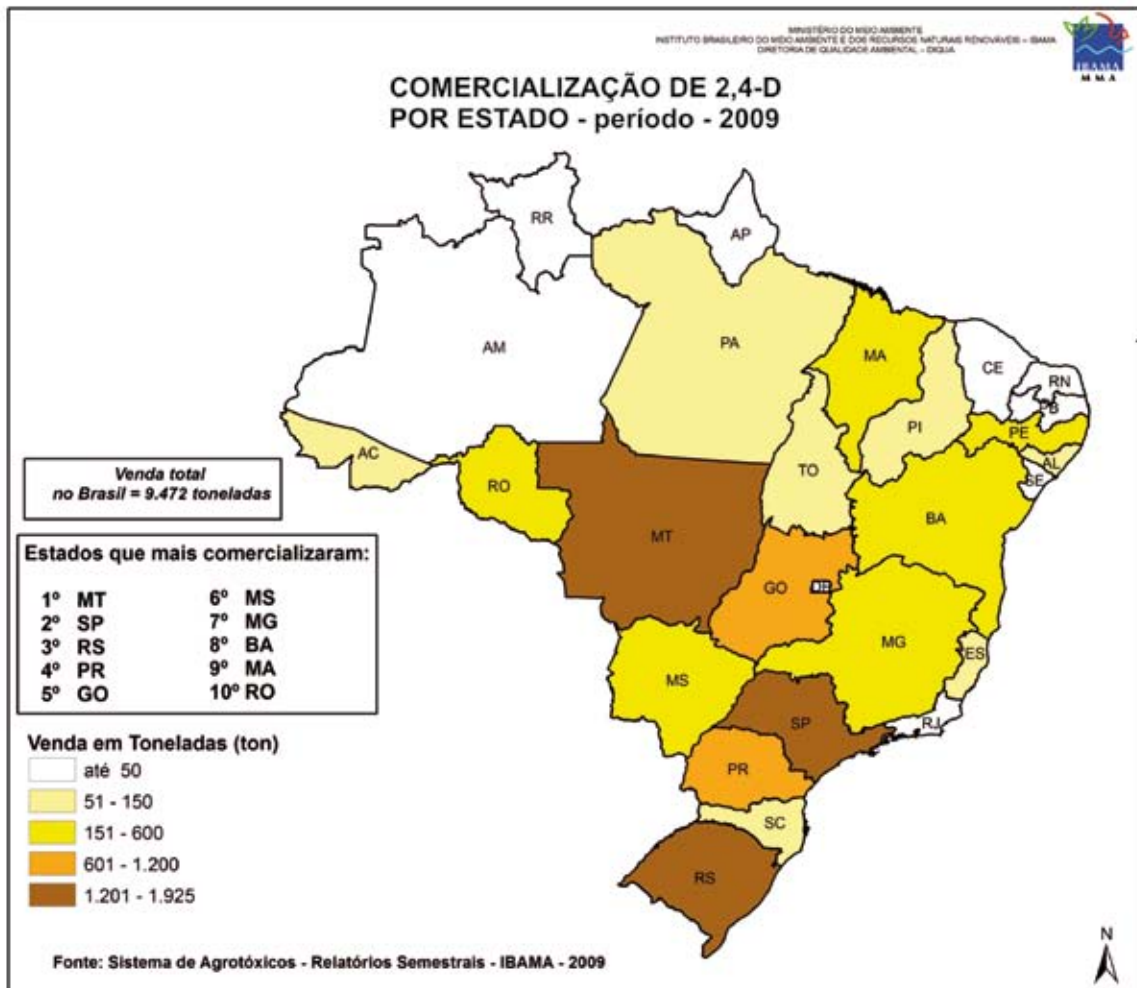 MINISTÉRIO DO MEIO AMBIENTE
INSTITUTO BRASILEIRO DO MEIO AMBIENTE E DOS RECURSOS NATURAIS RENOVÁVEIS – IBAMA
DIRETORIA DE QUALIDADE AMBIENTAL – DIQUA
IBAMA
M M A
COMERCIALIZAÇÃO DE 2,4-D
POR ESTADO - período - 2009
RR
AP
AM
PA
MA
CE
RN
PB
PI
PE
AC
TO
AL
SE
RO
BA
MT
GO
DF
MG
ES
MS
SP
RJ
PR
SC
RS
Venda total
no Brasil = 9.472 toneladas
Estados que mais comercializaram:
1º MT 6º MS
2º SP 7º MG
3º RS 8º BA
4º PR 9º MA
5º GO 10º RO
Venda em Toneladas (ton)
até 50
51 - 150
151 - 600
601 - 1.200
1.201 - 1.925
N
Fonte: Sistema de Agrotóxicos - Relatórios Semestrais - IBAMA - 2009